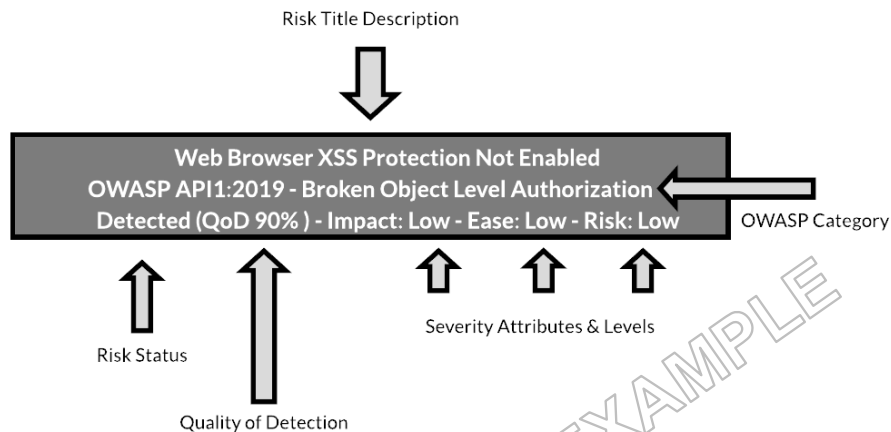 Risk Title Description
Web Browser XSS Protection Not Enabled
OWASP API1:2019 - Broken Object Level Authorization
Detected (QoD 90% ) - Impact: Low - Ease: Low - Risk: Low
OWASP Category
Severity Attributes & Levels
Risk Status
Quality of Detection
EXAMPLE